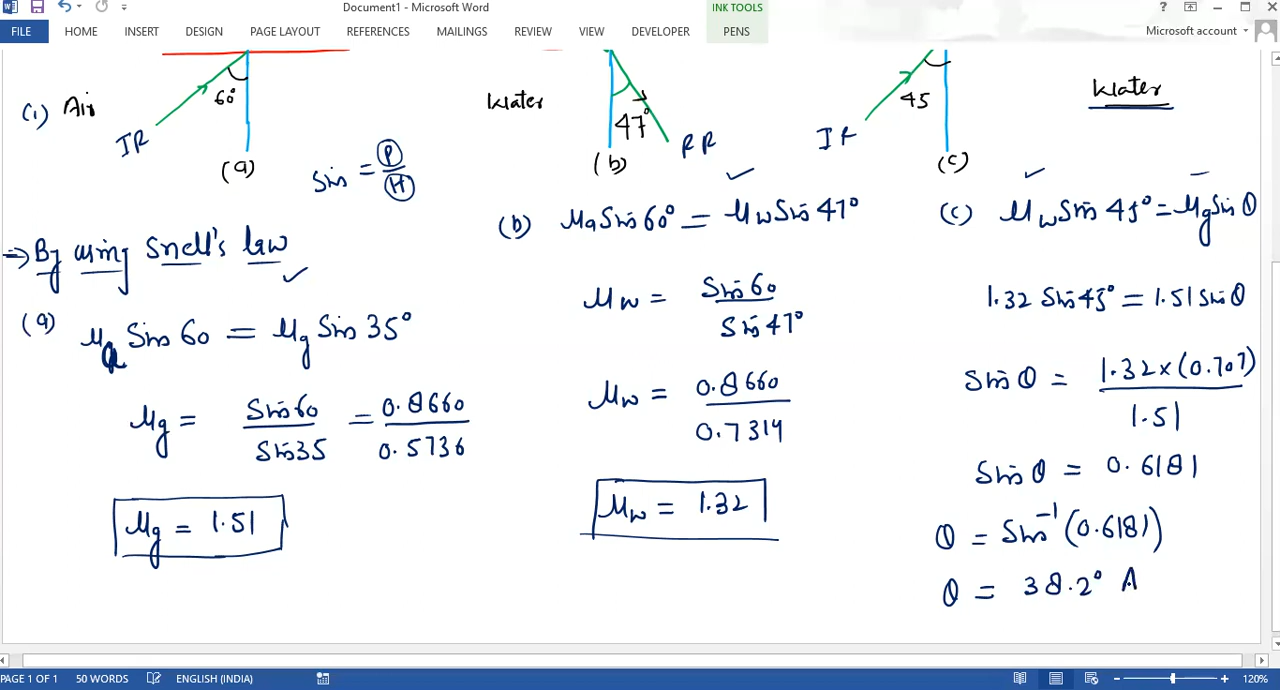 Document1 - Microsoft Word
INK TOOLS
FILE HOME INSERT DESIGN PAGE LAYOUT REFERENCES MAILINGS REVIEW VIEW DEVELOPER PENS
Microsoft account
(1) Air
60°
IR
(a)
Sin = P/H
Water
47°
RR
(b)
45
IR
(c)
Water
=> By using Snell's law
(a) μa Sin 60 = μg Sin 35°
μg = Sin 60 / Sin 35 = 0.8660 / 0.5736
μg = 1.51
(b) μa Sin 60° = μw Sin 47°
μw = Sin 60 / Sin 47°
μw = 0.8660 / 0.7314
μw = 1.32
(c) μw Sin 45° = μg Sin θ
1.32 Sin 45° = 1.51 Sin θ
Sin θ = 1.32 × (0.707) / 1.51
Sin θ = 0.6181
θ = Sin⁻¹ (0.6181)
θ = 38.2° A
PAGE 1 OF 1 50 WORDS ENGLISH (INDIA) 120%